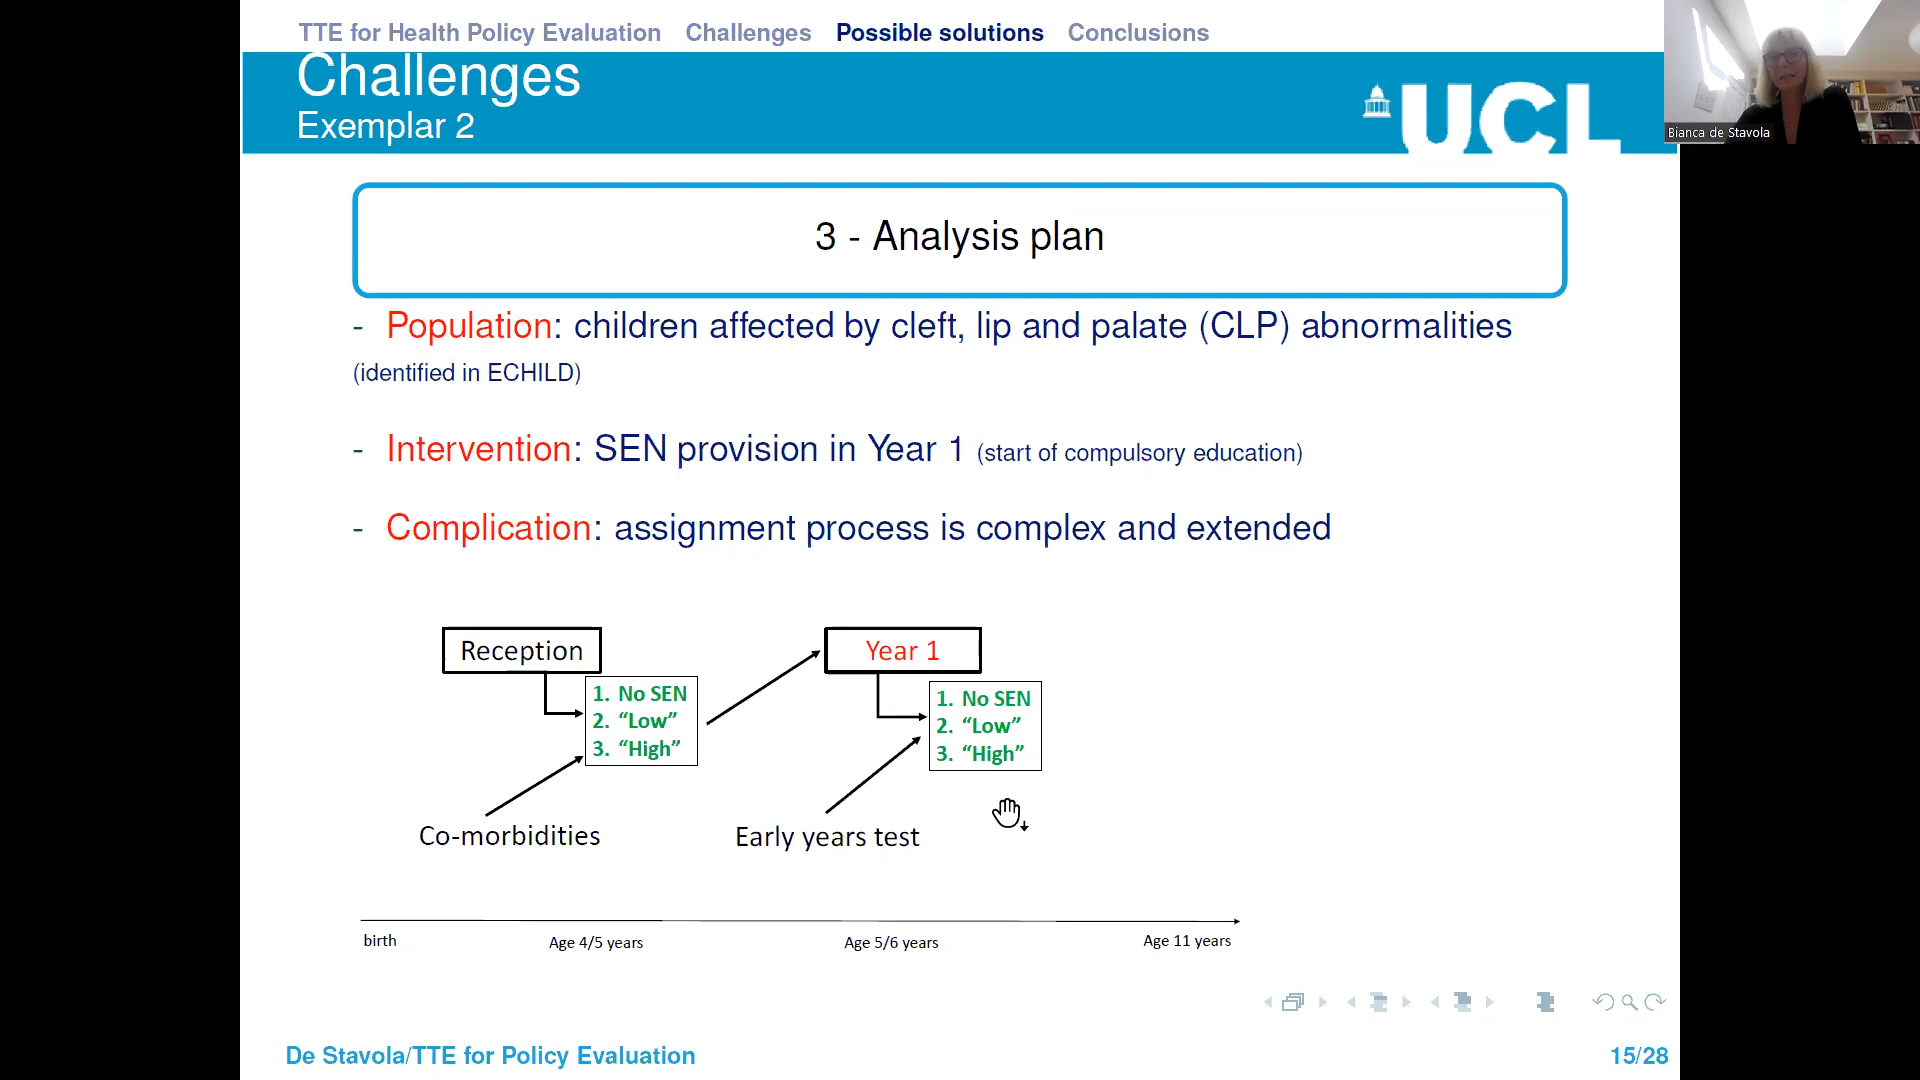 TTE for Health Policy Evaluation Challenges Possible solutions Conclusions
Challenges
Exemplar 2
UCL
Bianca de Stavola
3 - Analysis plan
- Population: children affected by cleft, lip and palate (CLP) abnormalities
(identified in ECHILD)
- Intervention: SEN provision in Year 1 (start of compulsory education)
- Complication: assignment process is complex and extended
Reception
1. No SEN
2. “Low”
3. “High”
Year 1
1. No SEN
2. “Low”
3. “High”
Co-morbidities
Early years test
birth
Age 4/5 years
Age 5/6 years
Age 11 years
De Stavola/TTE for Policy Evaluation
15/28